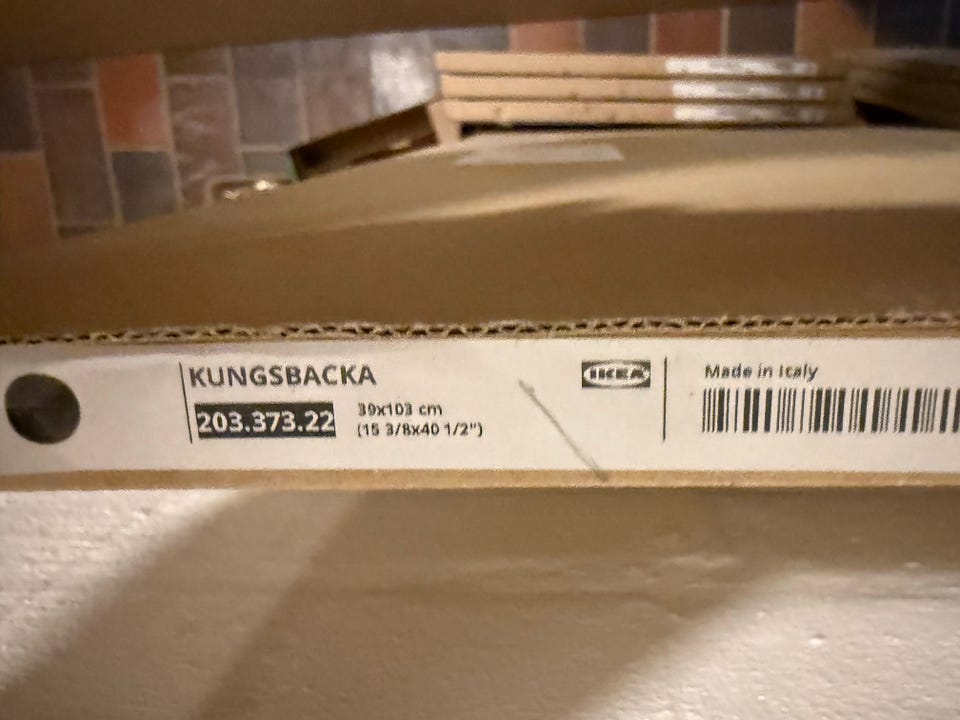 KUNGSBACKA
203.373.22
39x103 cm
(15 3/8x40 1/2")
IKEA
Made in Italy